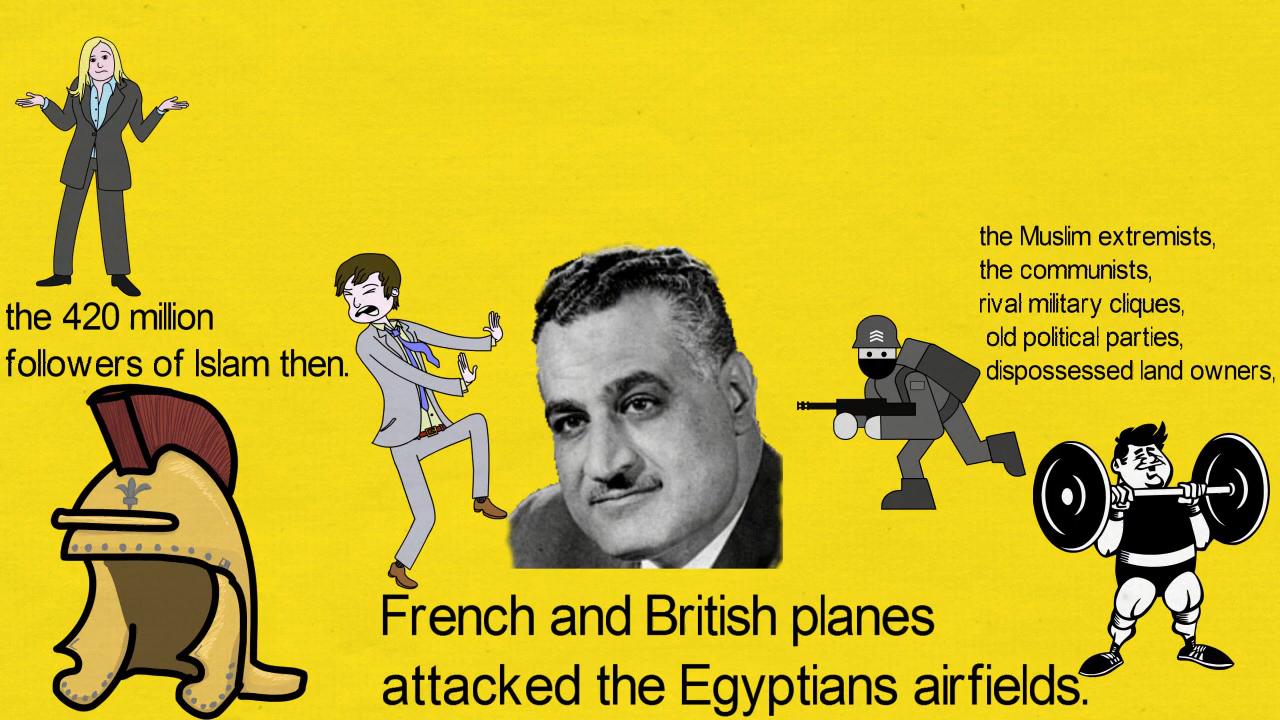 the 420 million
followers of Islam then.
the Muslim extremists,
the communists,
rival military cliques,
old political parties,
dispossessed land owners,
French and British planes
attacked the Egyptians airfields.